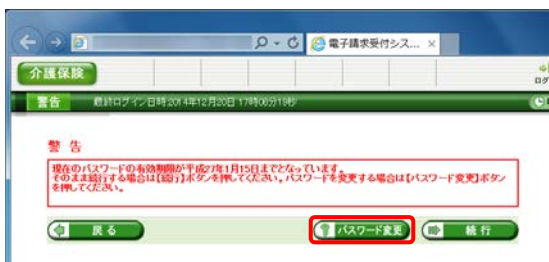 電子請求受付シス...
介護保険
警告 最終ログイン日時 2014年12月20日 17時00分19秒
警 告
現在のパスワードの有効期限が平成27年1月15日までとなっています。
そのまま続行する場合は【続行】ボタンを押してください。パスワードを変更する場合は【パスワード変更】ボタン
を押してください。
戻 る
パスワード変更
続 行